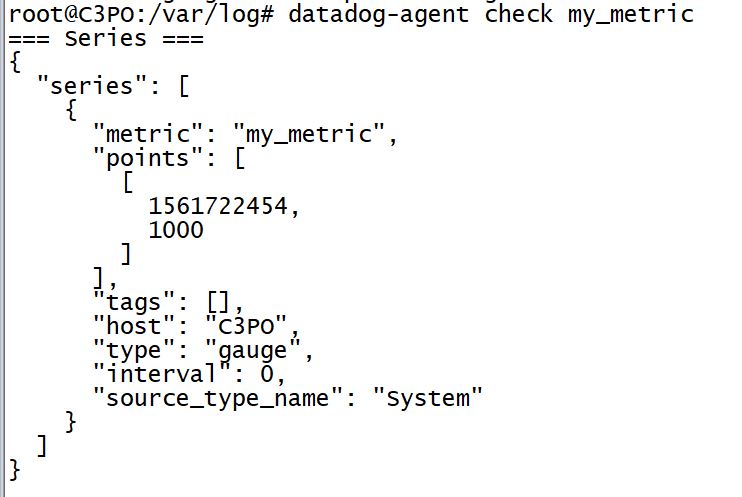 root@C3PO:/var/log# datadog-agent check my_metric
=== Series ===
{
  "series": [
    {
      "metric": "my_metric",
      "points": [
        [
          1561722454,
          1000
        ]
      ],
      "tags": [],
      "host": "C3PO",
      "type": "gauge",
      "interval": 0,
      "source_type_name": "System"
    }
  ]
}